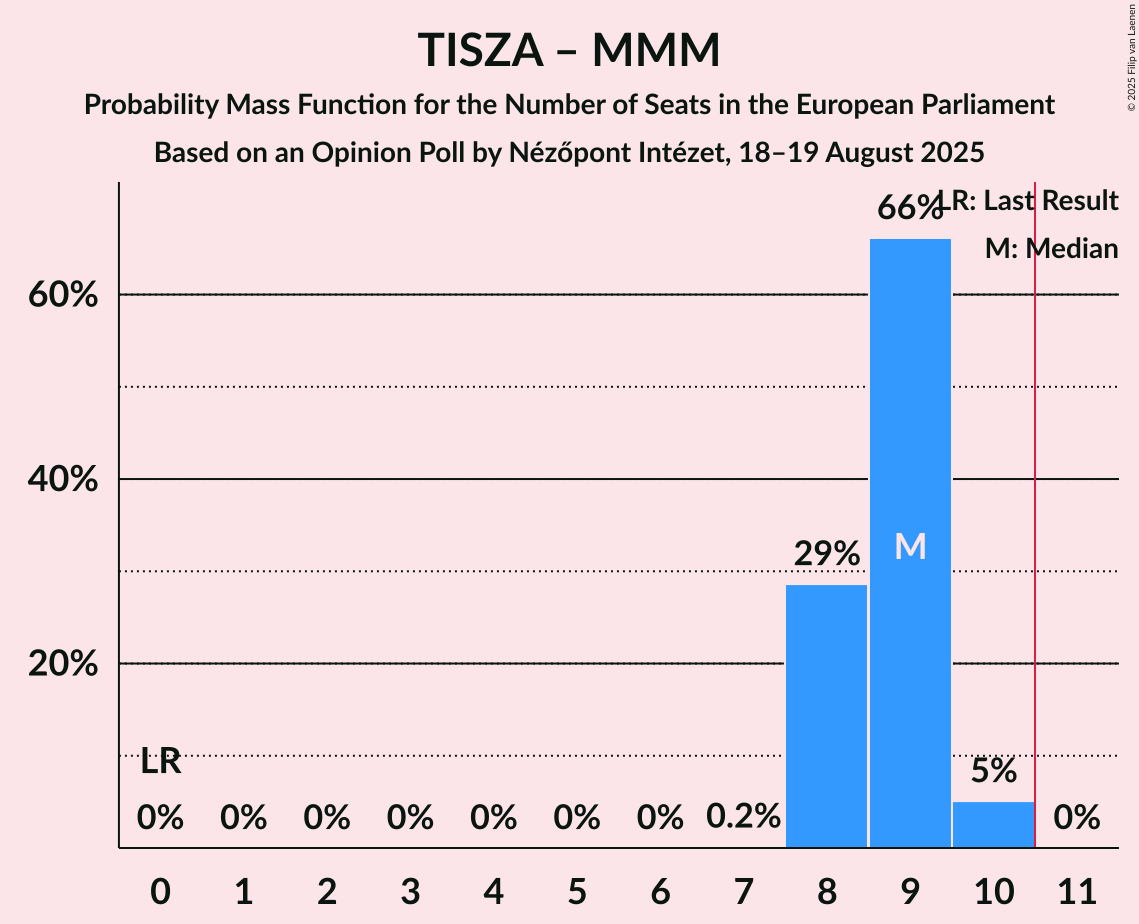 TISZA – MMM
Probability Mass Function for the Number of Seats in the European Parliament
Based on an Opinion Poll by Nézőpont Intézet, 18–19 August 2025
© 2025 Filip van Laenen
LR: Last Result
M: Median
60%
40%
20%
LR
0% 0% 0% 0% 0% 0% 0% 0.2% 29% 66% 5% 0%
M
0 1 2 3 4 5 6 7 8 9 10 11